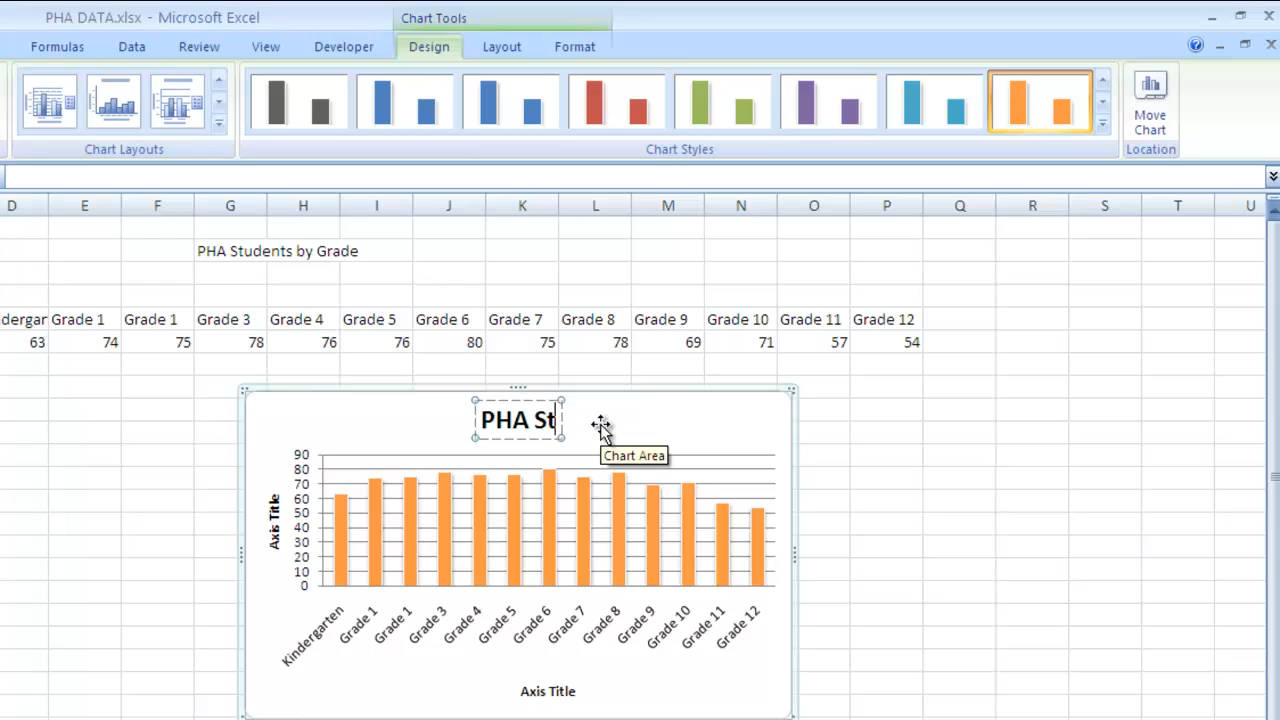 PHA DATA.xlsx - Microsoft Excel
Chart Tools
Formulas Data Review View Developer Design Layout Format
Move
Chart
Chart Layouts Chart Styles Location
D E F G H I J K L M N O P Q R S T U
PHA Students by Grade
dergar Grade 1 Grade 1 Grade 3 Grade 4 Grade 5 Grade 6 Grade 7 Grade 8 Grade 9 Grade 10 Grade 11 Grade 12
63 74 75 78 76 76 80 75 78 69 71 57 54
PHA St
Chart Area
90
80
70
60
50
40
30
20
10
0
Axis Title
Kindergarten Grade 1 Grade 1 Grade 3 Grade 4 Grade 5 Grade 6 Grade 7 Grade 8 Grade 9 Grade 10 Grade 11 Grade 12
Axis Title